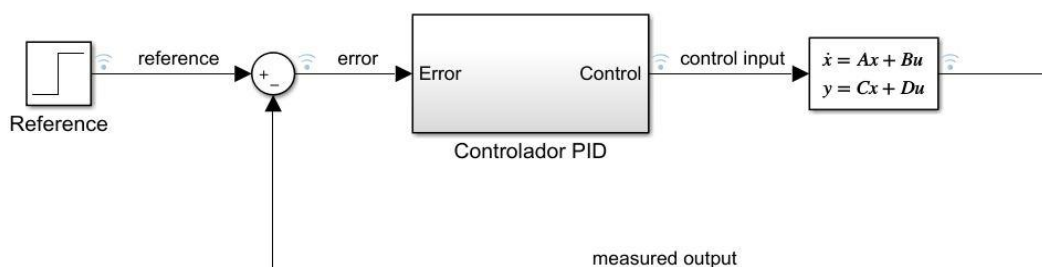 reference
error
Error
Control
control input
ẋ = Ax + Bu
y = Cx + Du
+
−
Reference
Controlador PID
measured output